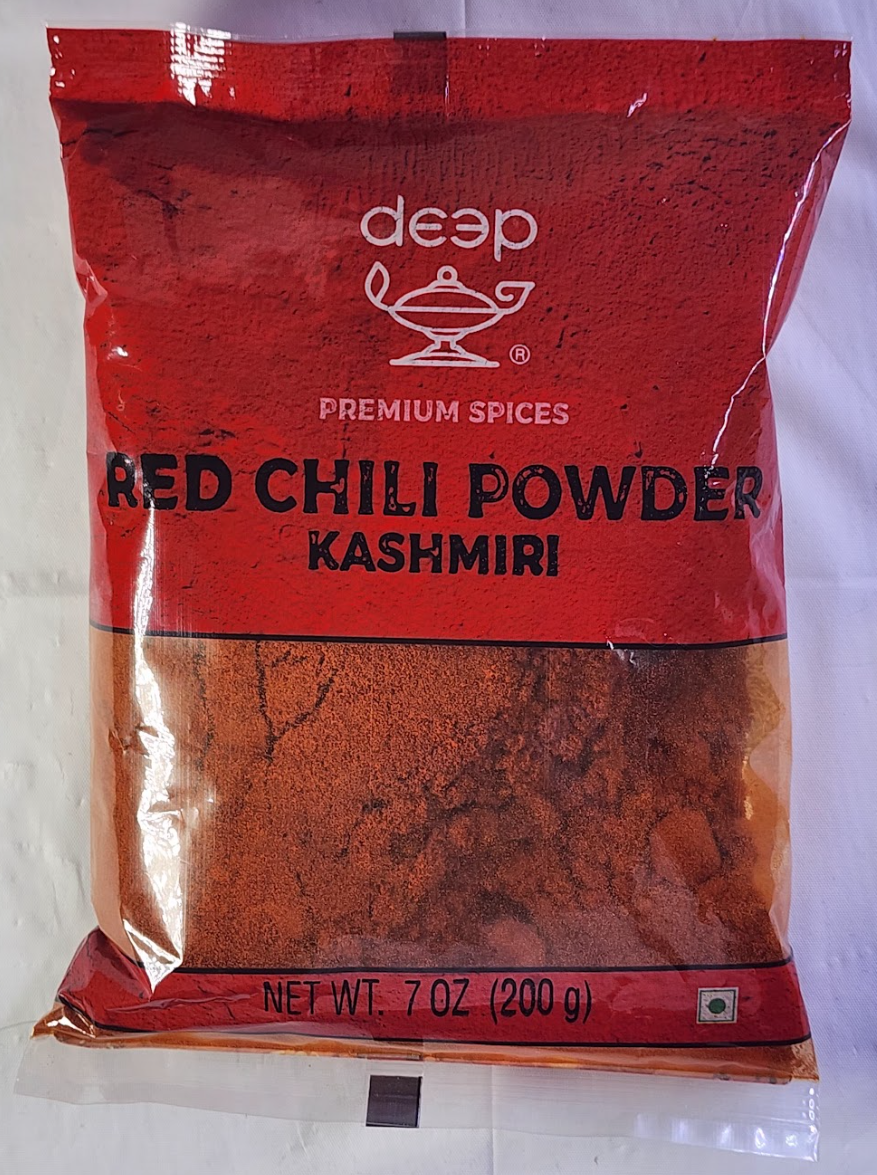 deep
®
PREMIUM SPICES
RED CHILI POWDER
KASHMIRI
NET WT. 7 OZ (200 g)